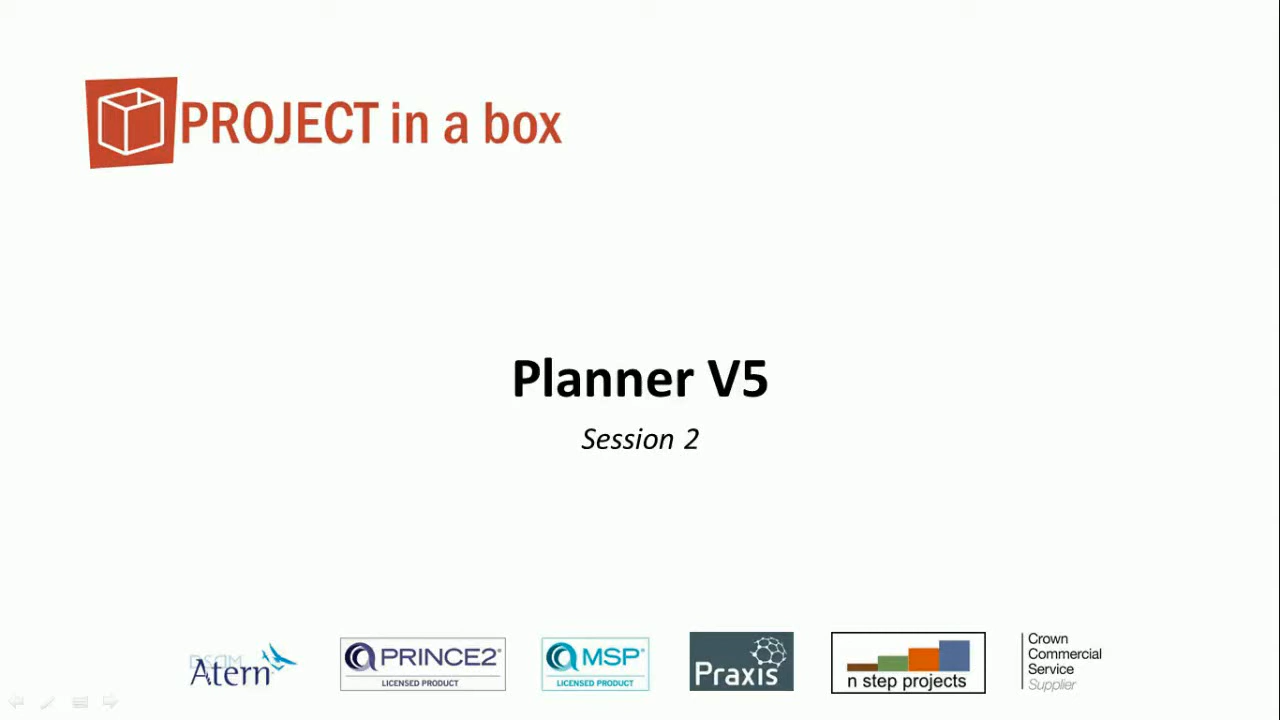 PROJECT in a box
Planner V5
Session 2
DSDM
Atern
PRINCE2®
LICENSED PRODUCT
MSP®
LICENSED PRODUCT
Praxis
n step projects
Crown
Commercial
Service
Supplier